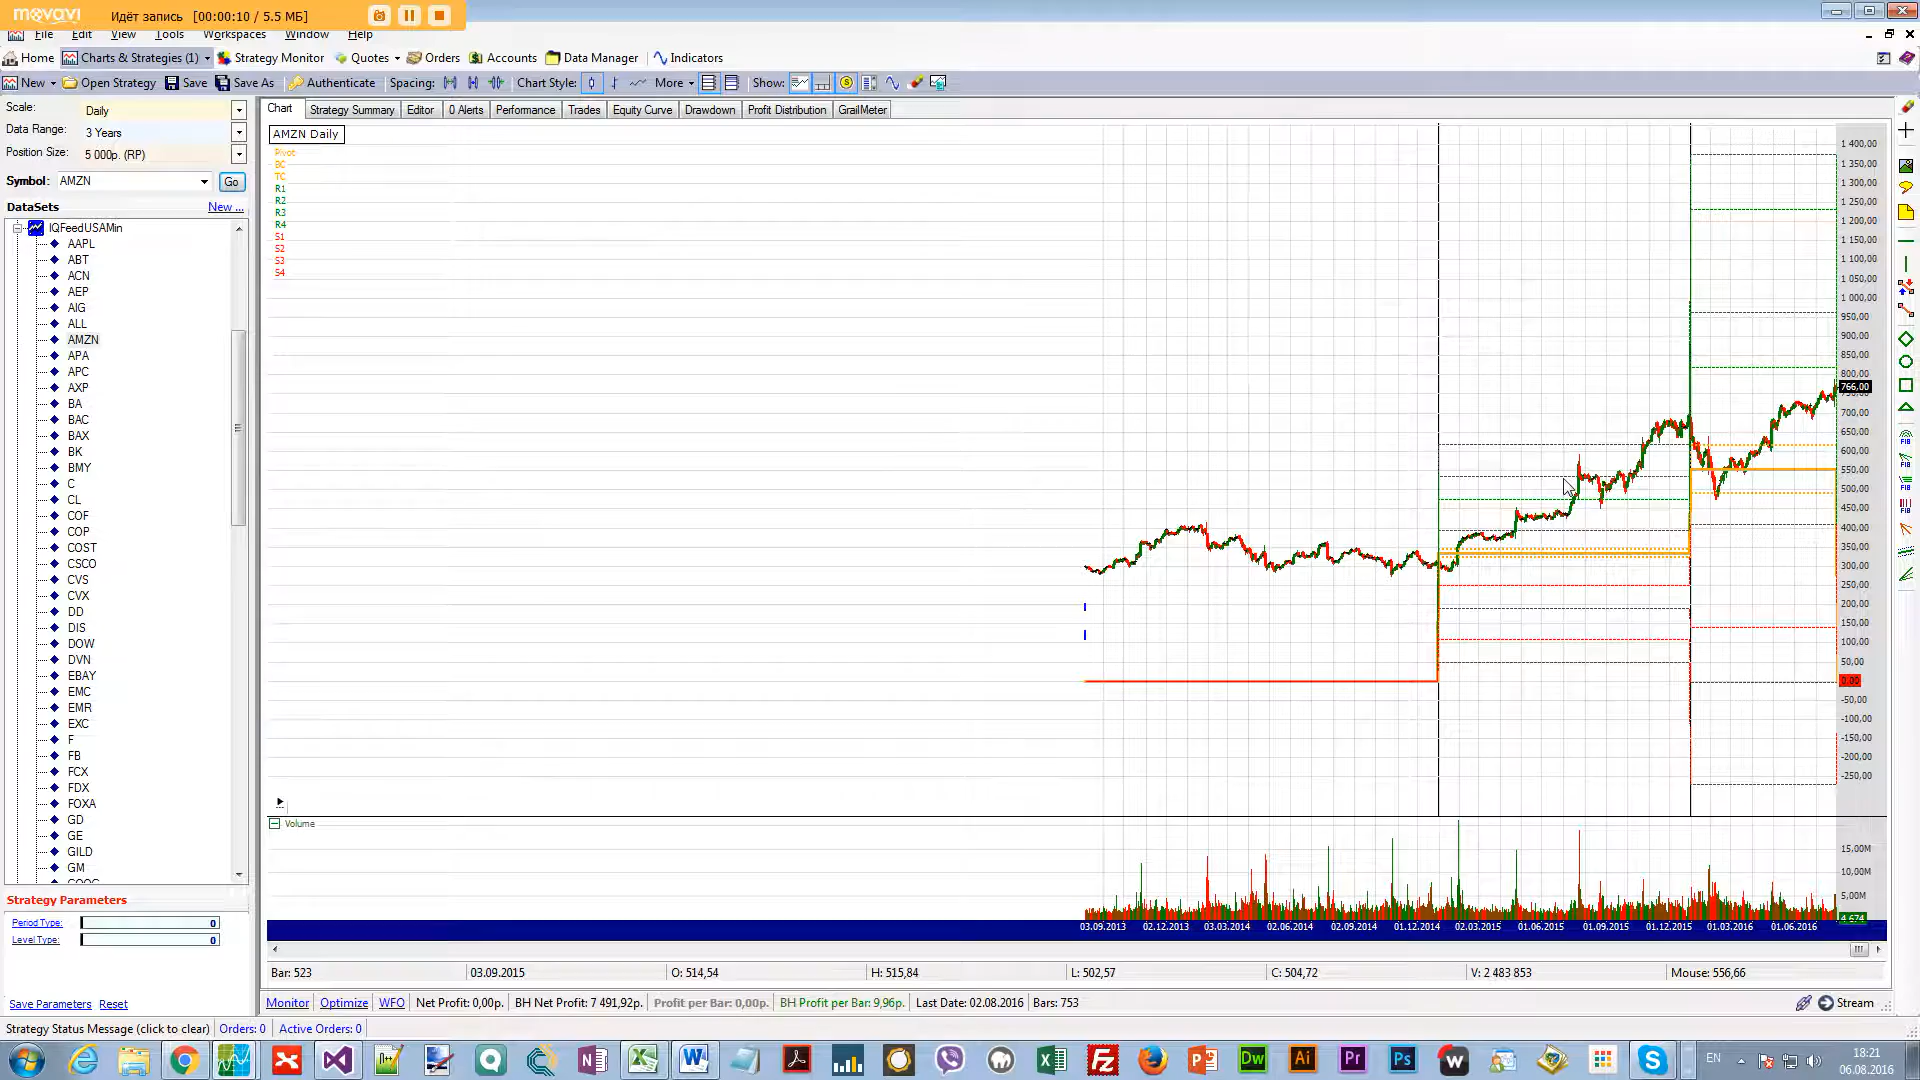 movavi Идёт запись [00:00:10 / 5.5 МБ]
File Edit View Tools Workspaces Window Help
Home Charts & Strategies (1) Strategy Monitor Quotes Orders Accounts Data Manager Indicators
New Open Strategy Save Save As Authenticate Spacing: Chart Style: More Show:
Scale: Daily
Data Range: 3 Years
Position Size: 5 000р. (RP)
Symbol: AMZN Go
DataSets New ...
IQFeedUSAMin
AAPL
ABT
ACN
AEP
AIG
ALL
AMZN
APA
APC
AXP
BA
BAC
BAX
BK
BMY
C
CL
COF
COP
COST
CSCO
CVS
CVX
DD
DIS
DOW
DVN
EBAY
EMC
EMR
EXC
F
FB
FCX
FDX
FOXA
GD
GE
GILD
GM
Strategy Parameters
Period Type: 0
Level Type: 0
Save Parameters Reset
Chart Strategy Summary Editor 0 Alerts Performance Trades Equity Curve Drawdown Profit Distribution GrailMeter
AMZN Daily
Pivot
BC
TC
R1
R2
R3
R4
S1
S2
S3
S4
1 400,00
1 350,00
1 300,00
1 250,00
1 200,00
1 150,00
1 100,00
1 050,00
1 000,00
950,00
900,00
850,00
800,00
766,00
700,00
650,00
600,00
550,00
500,00
450,00
400,00
350,00
300,00
250,00
200,00
150,00
100,00
50,00
0,00
-50,00
-100,00
-150,00
-200,00
-250,00
Volume
15,00M
10,00M
5,00M
4,674
03.09.2013 02.12.2013 03.03.2014 02.06.2014 02.09.2014 01.12.2014 02.03.2015 01.06.2015 01.09.2015 01.12.2015 01.03.2016 01.06.2016
Bar: 523 03.09.2015 O: 514,54 H: 515,84 L: 502,57 C: 504,72 V: 2 483 853 Mouse: 556,66
Monitor Optimize WFO Net Profit: 0,00р. BH Net Profit: 7 491,92р. Profit per Bar: 0,00р. BH Profit per Bar: 9,96р. Last Date: 02.08.2016 Bars: 753 Stream
Strategy Status Message (click to clear) Orders: 0 Active Orders: 0
FIB
FIB
FIB
FIB
EN 18:21
06.08.2016
Dw Ai Pr Ps